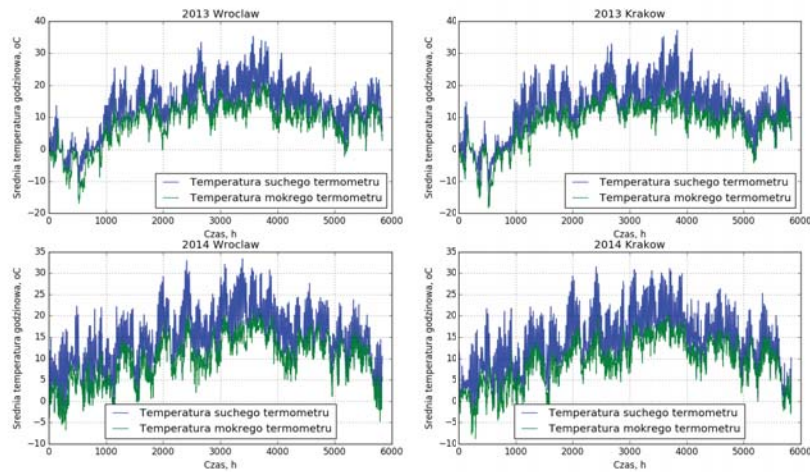 2013 Wroclaw
Srednia temperatura godzinowa, oC
40
30
20
10
0
−10
−20
0 1000 2000 3000 4000 5000 6000
Czas, h
Temperatura suchego termometru
Temperatura mokrego termometru
2013 Krakow
Srednia temperatura godzinowa, oC
40
30
20
10
0
−10
−20
0 1000 2000 3000 4000 5000 6000
Czas, h
Temperatura suchego termometru
Temperatura mokrego termometru
2014 Wroclaw
Srednia temperatura godzinowa, oC
35
30
25
20
15
10
5
0
−5
−10
0 1000 2000 3000 4000 5000 6000
Czas, h
Temperatura suchego termometru
Temperatura mokrego termometru
2014 Krakow
Srednia temperatura godzinowa, oC
35
30
25
20
15
10
5
0
−5
−10
0 1000 2000 3000 4000 5000 6000
Czas, h
Temperatura suchego termometru
Temperatura mokrego termometru